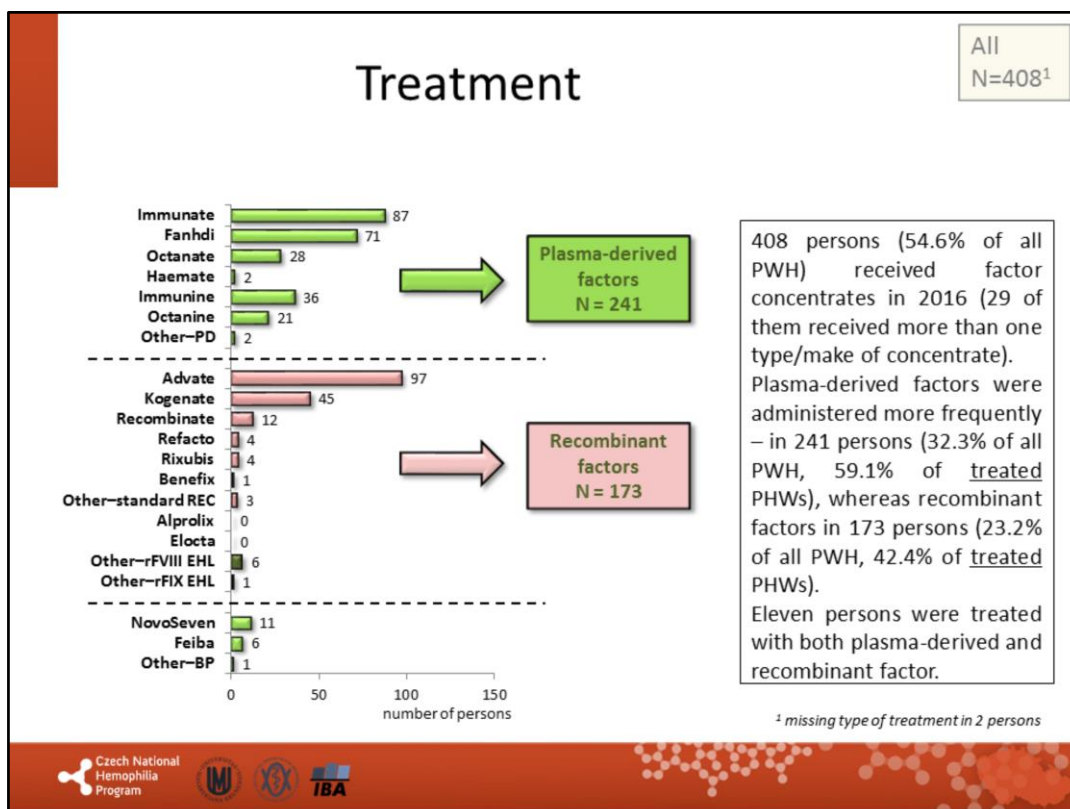 All
N=408¹
Treatment
Immunate 87
Fanhdi 71
Octanate 28
Haemate 2
Immunine 36
Octanine 21
Other–PD 2
Plasma-derived
factors
N = 241
Advate 97
Kogenate 45
Recombinate 12
Refacto 4
Rixubis 4
Benefix 1
Other–standard REC 3
Alprolix 0
Elocta 0
Other–rFVIII EHL 6
Other–rFIX EHL 1
Recombinant
factors
N = 173
NovoSeven 11
Feiba 6
Other–BP 1
0 50 100 150
number of persons
408 persons (54.6% of all
PWH) received factor
concentrates in 2016 (29 of
them received more than one
type/make of concentrate).
Plasma-derived factors were
administered more frequently
– in 241 persons (32.3% of all
PWH, 59.1% of treated
PHWs), whereas recombinant
factors in 173 persons (23.2%
of all PWH, 42.4% of treated
PHWs).
Eleven persons were treated
with both plasma-derived and
recombinant factor.
¹ missing type of treatment in 2 persons
Czech National
Hemophilia
Program
IBA